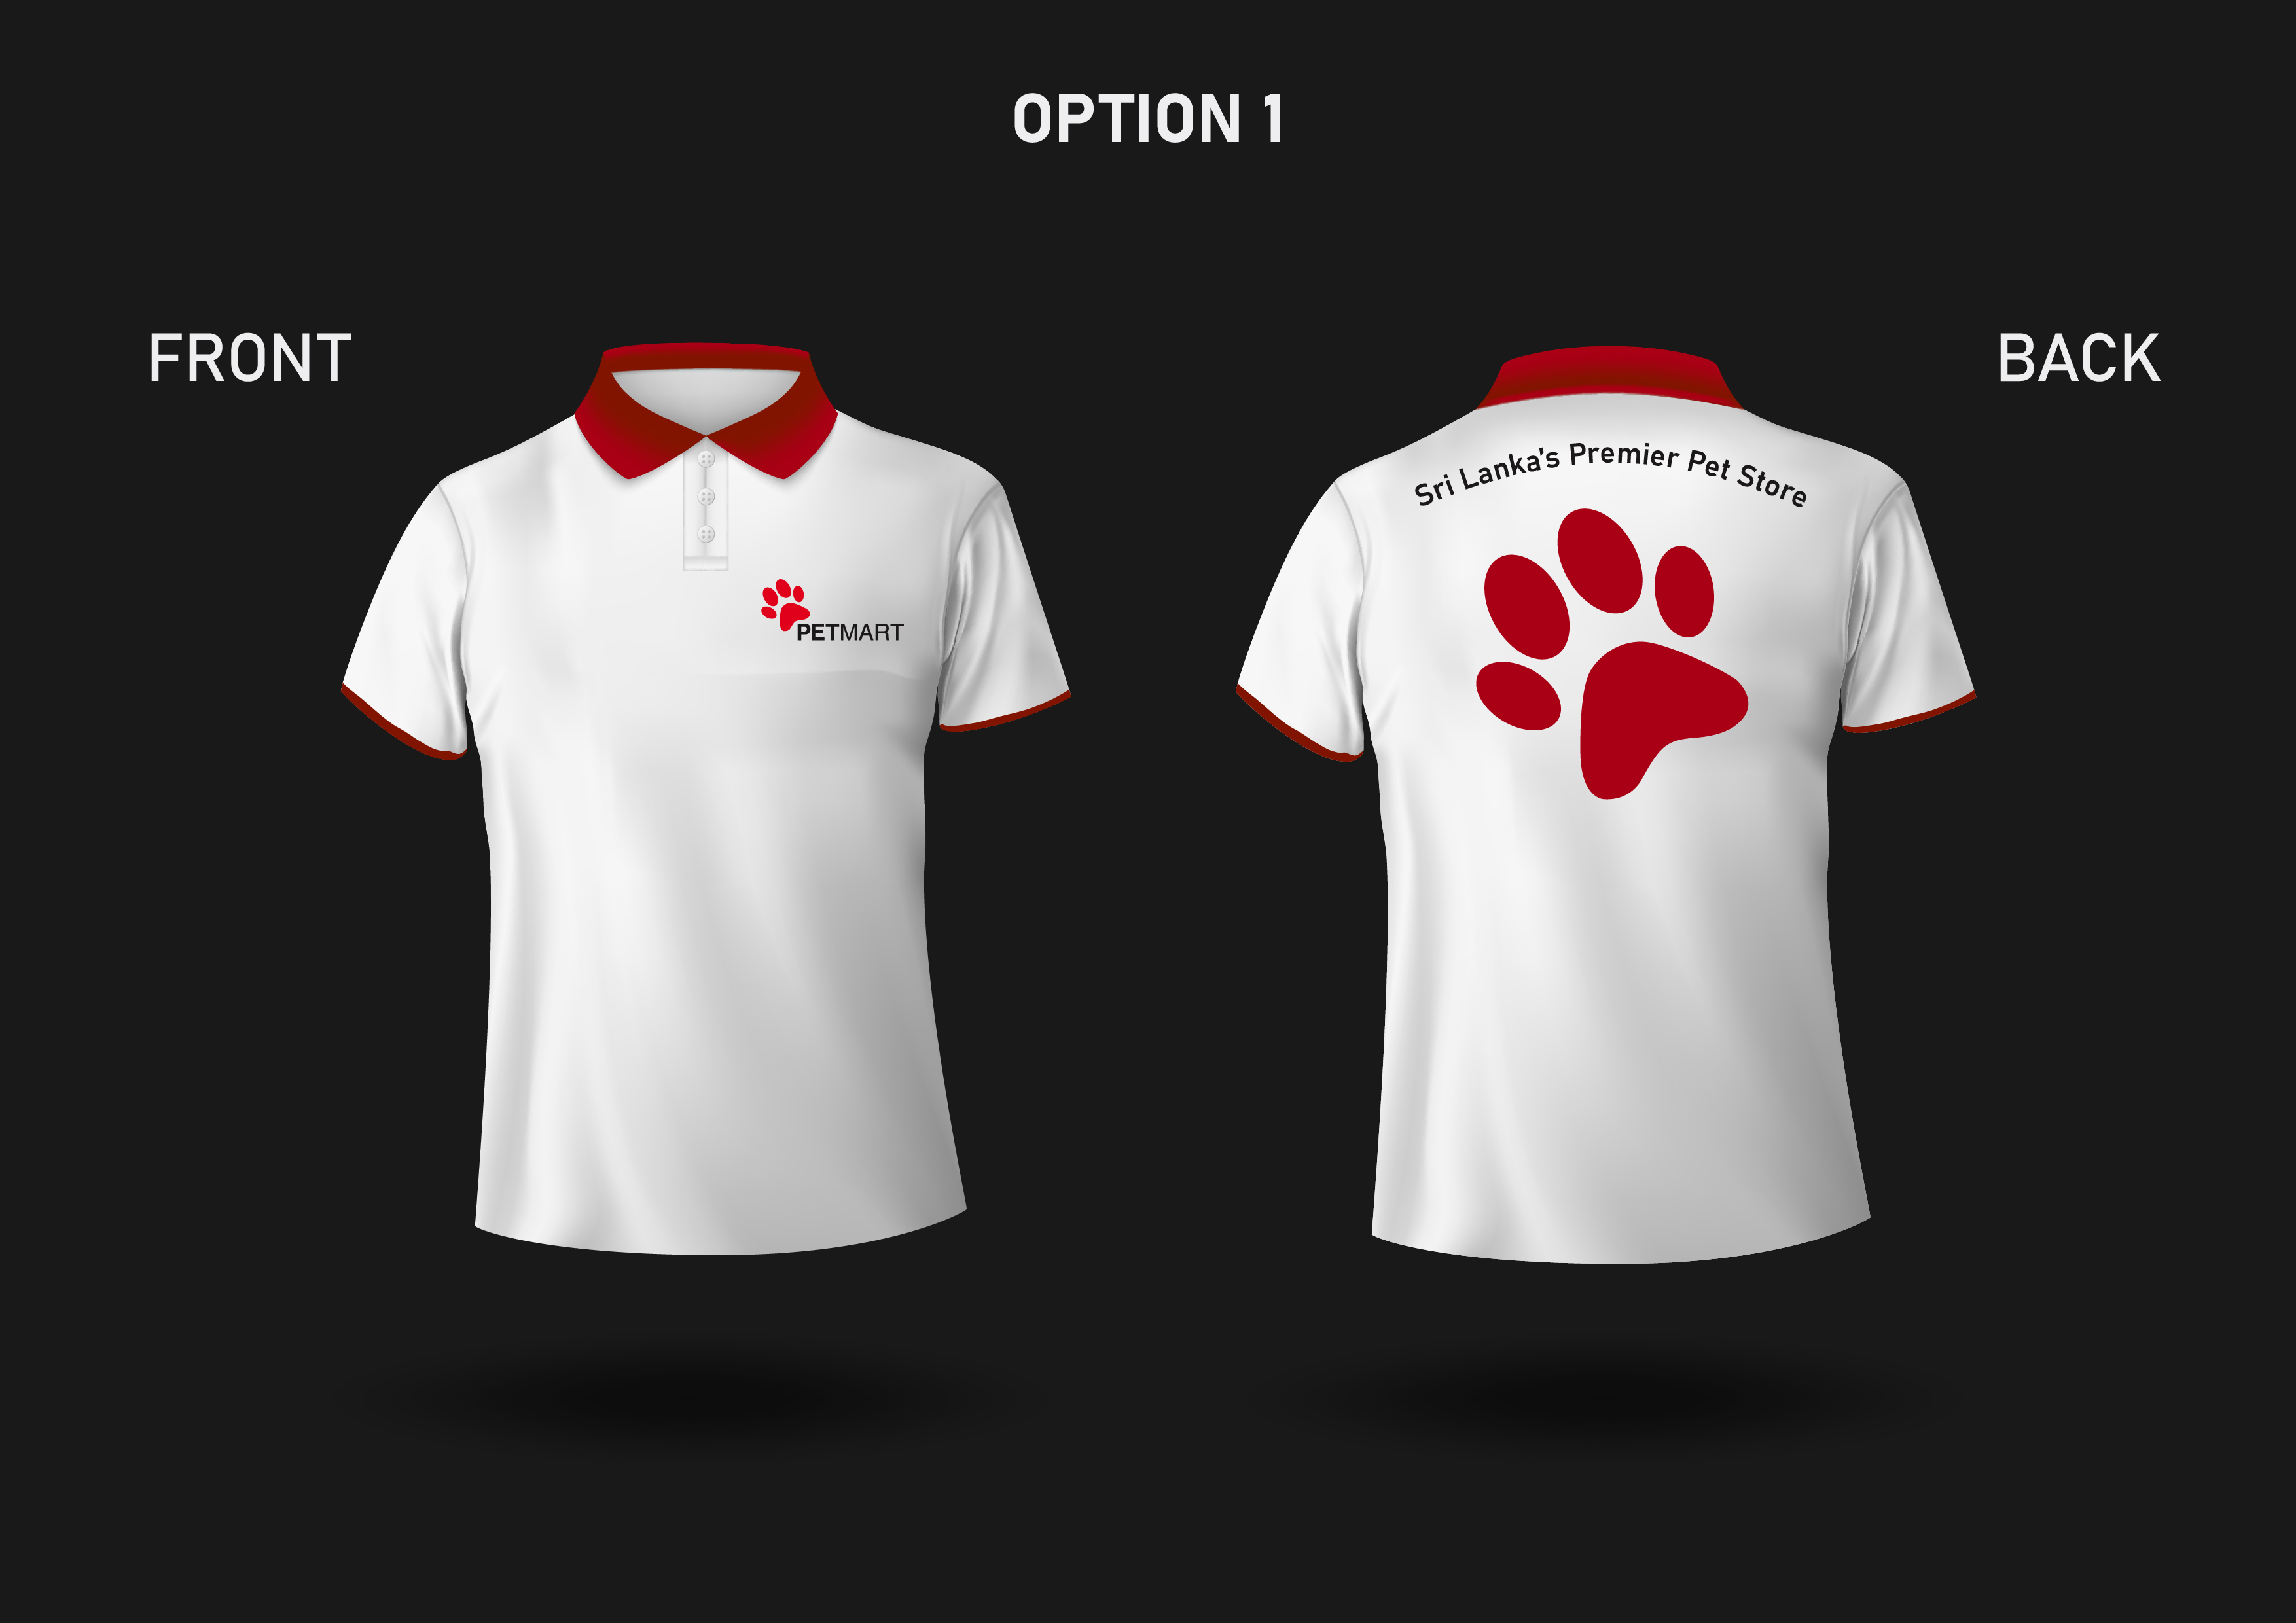 OPTION 1
FRONT
BACK
Sri Lanka's Premier Pet Store
PETMART